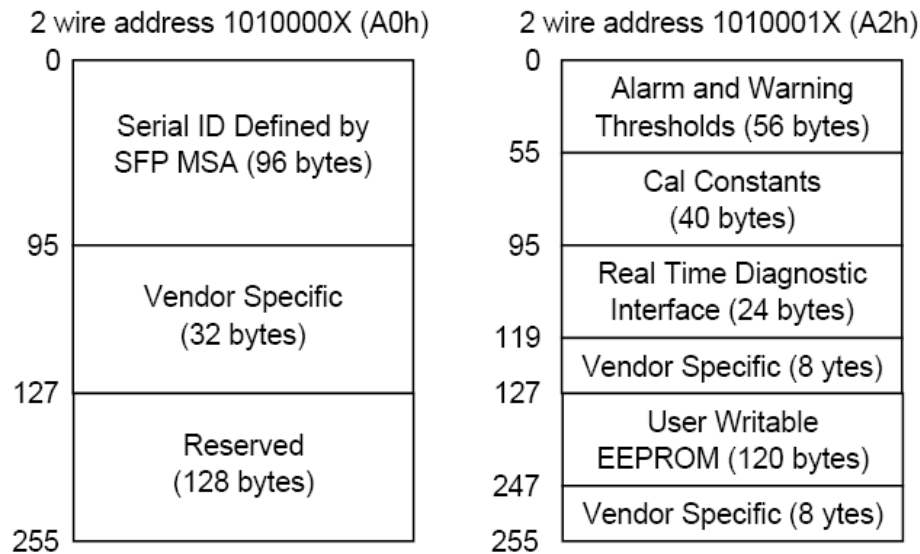 2 wire address 1010000X (A0h)
0
Serial ID Defined by
SFP MSA (96 bytes)
95
Vendor Specific
(32 bytes)
127
Reserved
(128 bytes)
255
2 wire address 1010001X (A2h)
0
Alarm and Warning
Thresholds (56 bytes)
55
Cal Constants
(40 bytes)
95
Real Time Diagnostic
Interface (24 bytes)
119
Vendor Specific (8 ytes)
127
User Writable
EEPROM (120 bytes)
247
Vendor Specific (8 ytes)
255